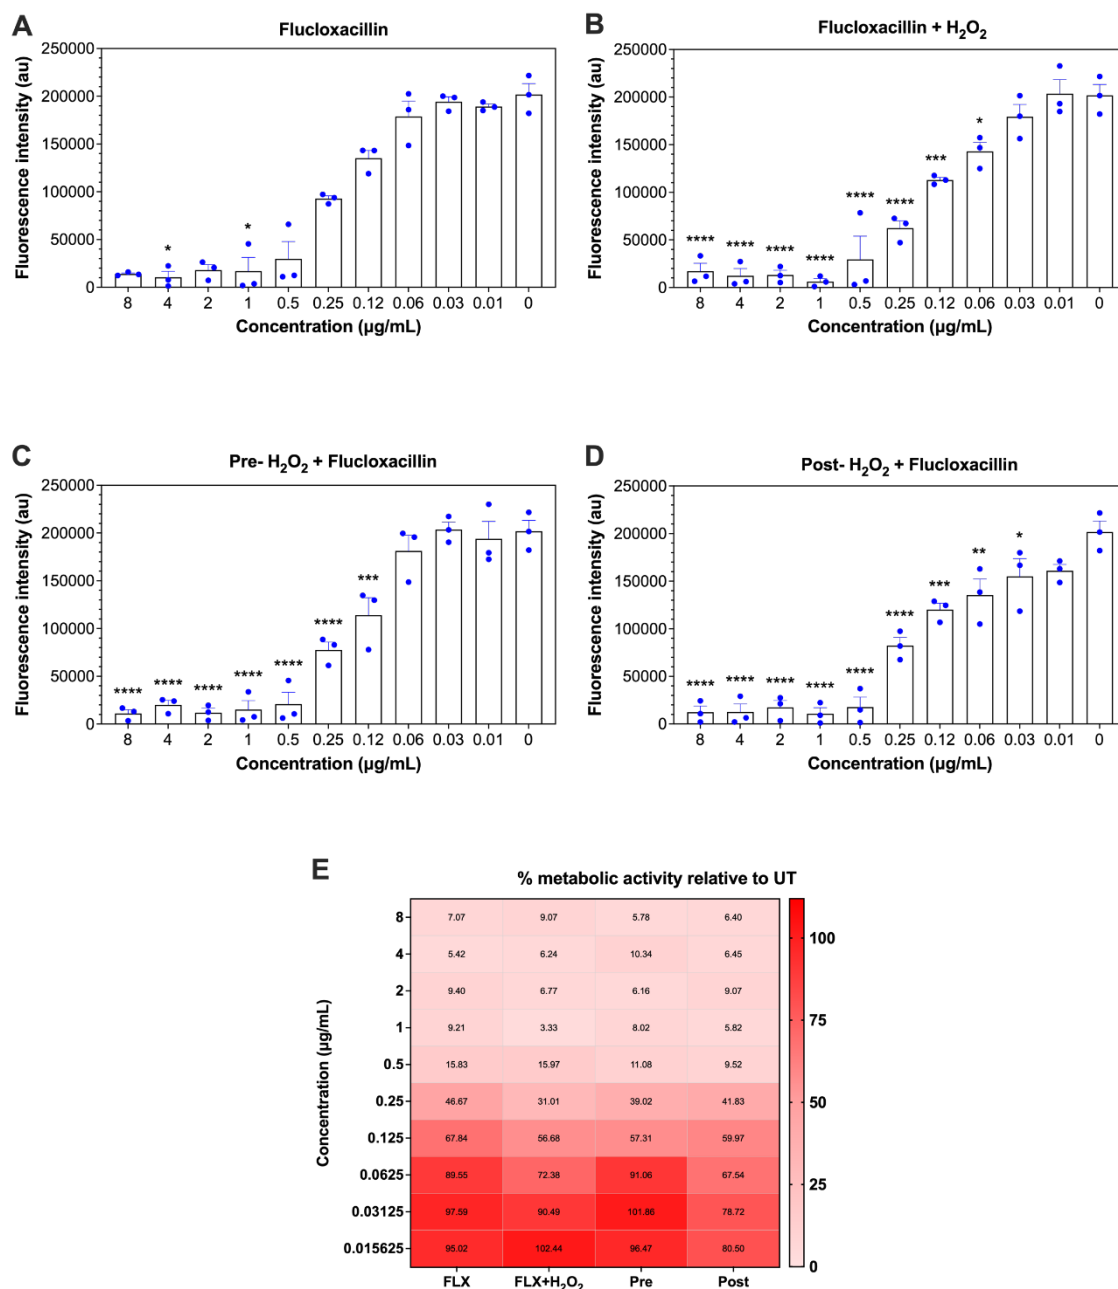 A
Flucloxacillin
Fluorescence intensity (au)
250000
200000
150000
100000
50000
0
* * 
8 4 2 1 0.5 0.25 0.12 0.06 0.03 0.01 0
Concentration (µg/mL)
B
Flucloxacillin + H₂O₂
Fluorescence intensity (au)
250000
200000
150000
100000
50000
0
**** **** **** **** **** **** *** *
8 4 2 1 0.5 0.25 0.12 0.06 0.03 0.01 0
Concentration (µg/mL)
C
Pre- H₂O₂ + Flucloxacillin
Fluorescence intensity (au)
250000
200000
150000
100000
50000
0
**** **** **** **** **** **** ***
8 4 2 1 0.5 0.25 0.12 0.06 0.03 0.01 0
Concentration (µg/mL)
D
Post- H₂O₂ + Flucloxacillin
Fluorescence intensity (au)
250000
200000
150000
100000
50000
0
**** **** **** **** **** **** *** ** *
8 4 2 1 0.5 0.25 0.12 0.06 0.03 0.01 0
Concentration (µg/mL)
E
% metabolic activity relative to UT
Concentration (µg/mL)
8 7.07 9.07 5.78 6.40
4 5.42 6.24 10.34 6.45
2 9.40 6.77 6.16 9.07
1 9.21 3.33 8.02 5.82
0.5 15.83 15.97 11.08 9.52
0.25 46.67 31.01 39.02 41.83
0.125 67.84 56.68 57.31 59.97
0.0625 89.55 72.38 91.06 67.54
0.03125 97.59 90.49 101.86 78.72
0.015625 95.02 102.44 96.47 80.50
FLX FLX+H₂O₂ Pre Post
100
75
50
25
0